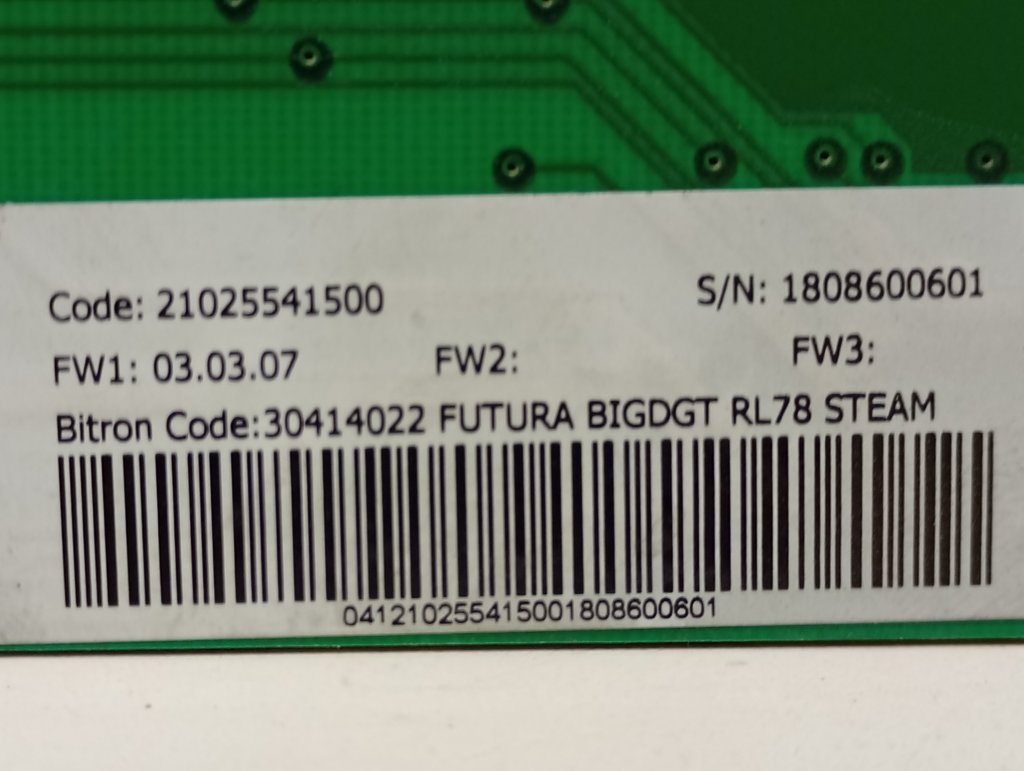 Code: 21025541500 S/N: 1808600601
FW1: 03.03.07 FW2: FW3:
Bitron Code:30414022 FUTURA BIGDGT RL78 STEAM
041210255415001808600601